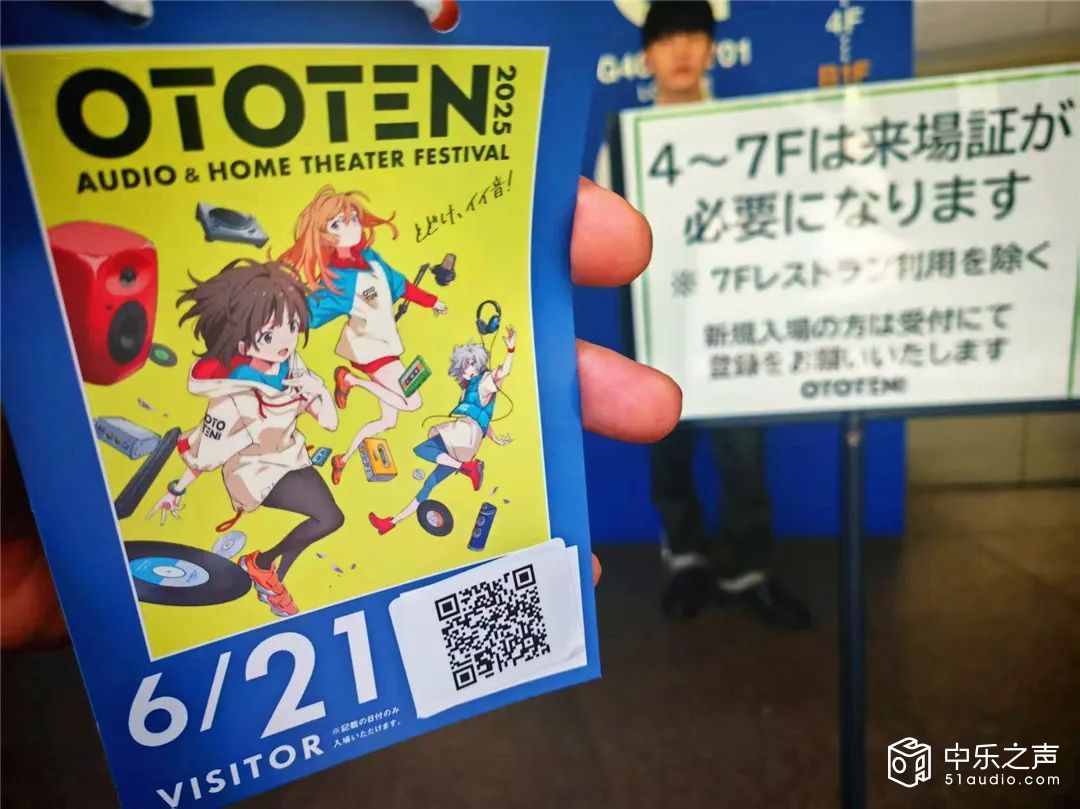 OTOTEN
2025
AUDIO & HOME THEATER FESTIVAL
とどけ、イイ音!
OTO
TEN!
OTOTEN!
6/21
※記載の日付のみ
入場いただけます。
VISITOR
4F
B1F
4～7Fは来場証が
必要になります
※ 7Fレストラン利用を除く
新規入場の方は受付にて
登録をお願いいたします
OTOTEN!
中乐之声
51audio.com